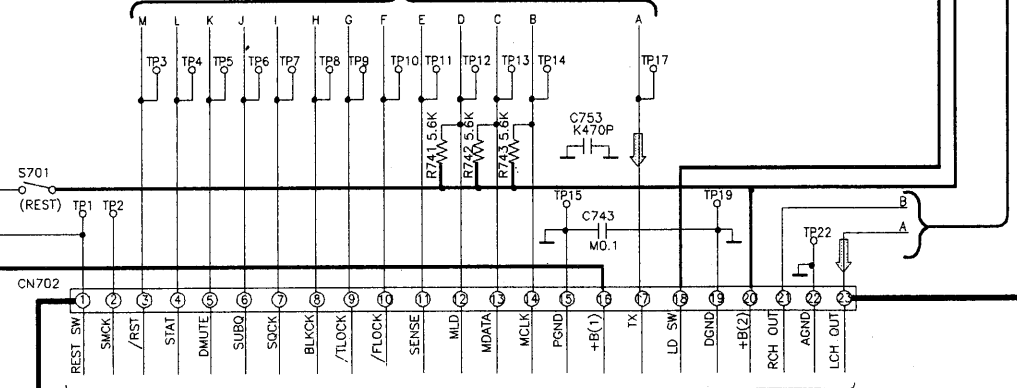 M L K J I H G F E D C B A
TP3 TP4 TP5 TP6 TP7 TP8 TP9 TP10 TP11 TP12 TP13 TP14 TP17
R741 5.6K
R742 5.6K
R743 5.6K
C753
K470P
S701
(REST)
TP1 TP2
TP15
C743
M0.1
TP19
B
A
TP22
CN702
1 2 3 4 5 6 7 8 9 10 11 12 13 14 15 16 17 18 19 20 21 22 23
REST SW
SMCK
/RST
STAT
DMUTE
SUBQ
SQCK
BLKCK
/TLOCK
/FLOCK
SENSE
MLD
MDATA
MCLK
PGND
+B(1)
TX
LD SW
DGND
+B(2)
RCH OUT
AGND
LCH OUT